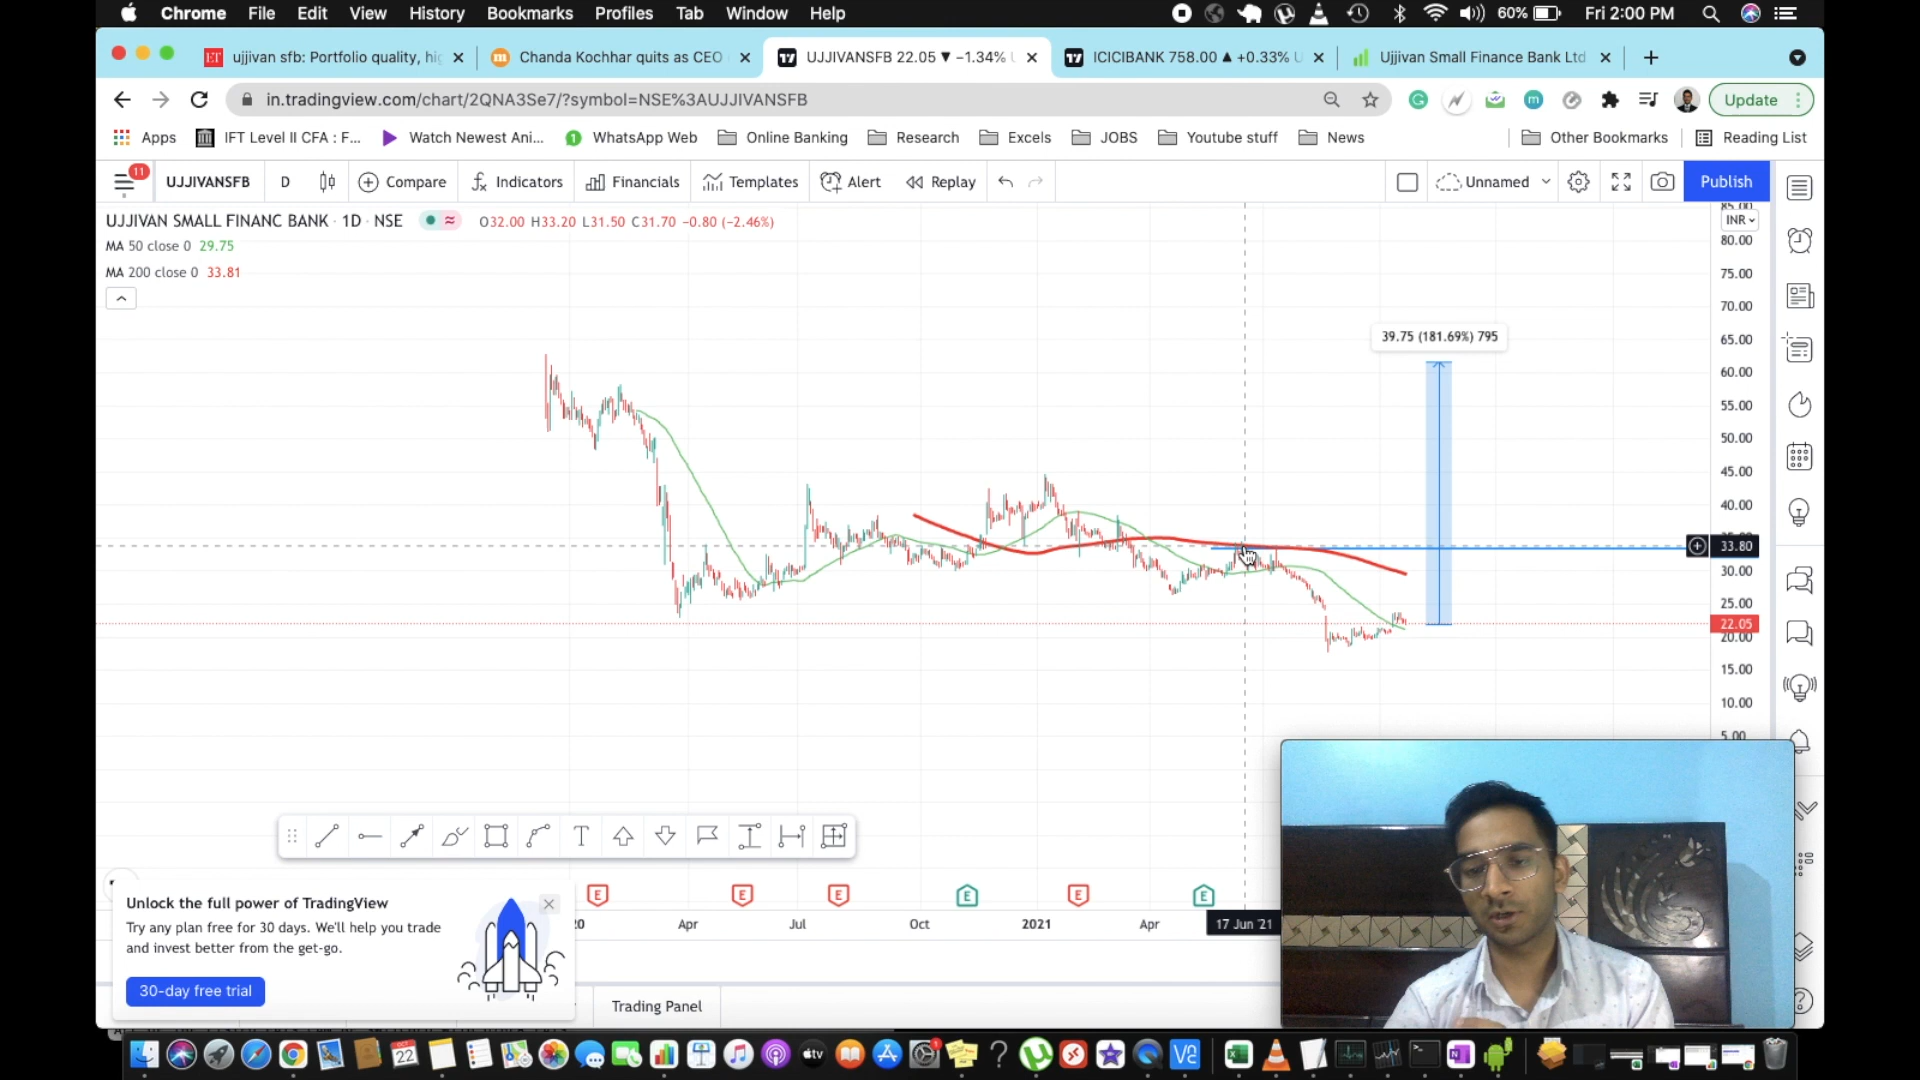 Chrome File Edit View History Bookmarks Profiles Tab Window Help 60% Fri 2:00 PM
ET ujjivan sfb: Portfolio quality, hig
m Chanda Kochhar quits as CEO
UJJIVANSFB 22.05 ▼ −1.34% U
ICICIBANK 758.00 ▲ +0.33% U
Ujjivan Small Finance Bank Ltd
in.tradingview.com/chart/2QNA3Se7/?symbol=NSE%3AUJJIVANSFB
Update
Apps IFT Level II CFA : F... Watch Newest Ani... 1 WhatsApp Web Online Banking Research Excels JOBS Youtube stuff News Other Bookmarks Reading List
11 UJJIVANSFB D Compare Indicators Financials Templates Alert Replay Unnamed Publish
UJJIVAN SMALL FINANC BANK · 1D · NSE O32.00 H33.20 L31.50 C31.70 −0.80 (−2.46%)
MA 50 close 0 29.75
MA 200 close 0 33.81
INR
80.00
75.00
70.00
65.00
60.00
55.00
50.00
45.00
40.00
33.80
30.00
25.00
22.05
20.00
15.00
10.00
5.00
39.75 (181.69%) 795
E E E E E E
20 Apr Jul Oct 2021 Apr 17 Jun '21
Unlock the full power of TradingView
Try any plan free for 30 days. We'll help you trade
and invest better from the get-go.
30-day free trial
Trading Panel
OCT
22
tv
V2